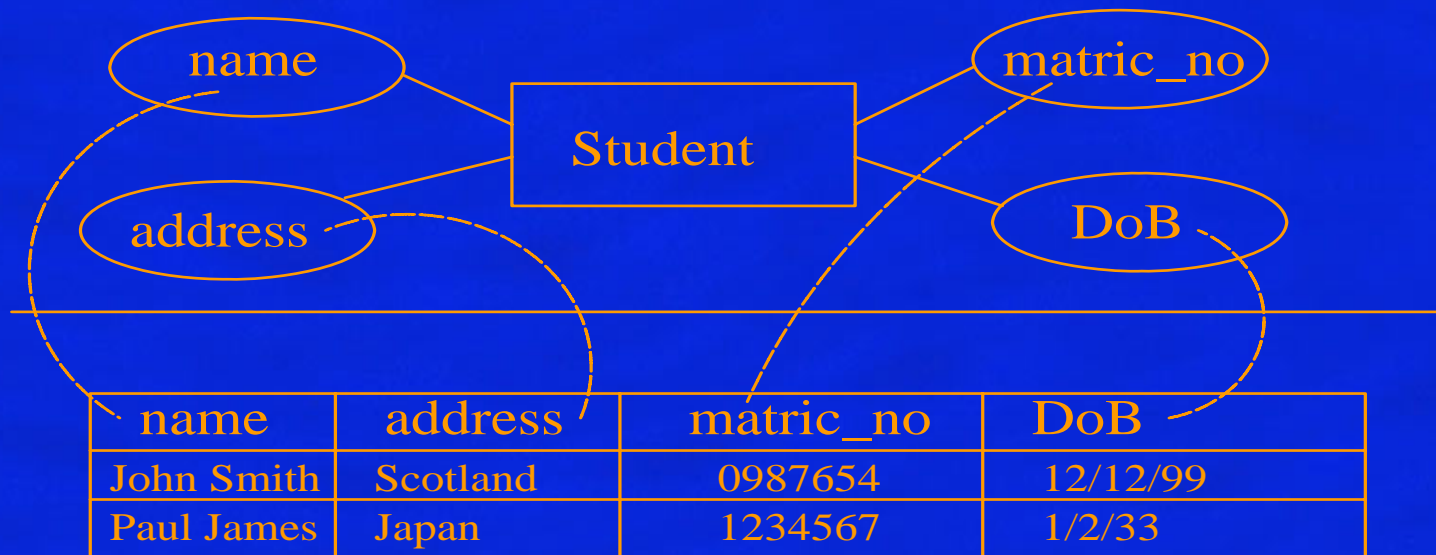 name
matric_no
Student
address
DoB
name address matric_no DoB
John Smith Scotland 0987654 12/12/99
Paul James Japan 1234567 1/2/33